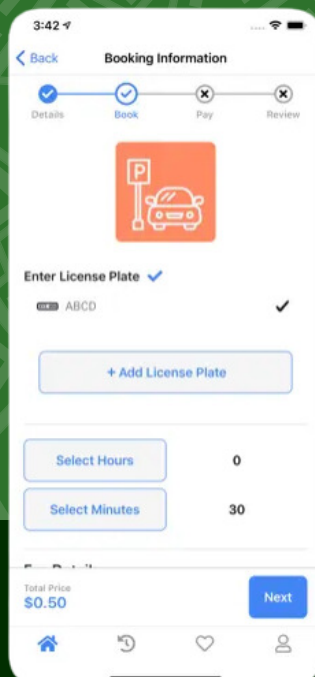 3:42
Back
Booking Information
Details
Book
Pay
Review
P
Enter License Plate
ABCD
+ Add License Plate
Select Hours
0
Select Minutes
30
Total Price
$0.50
Next